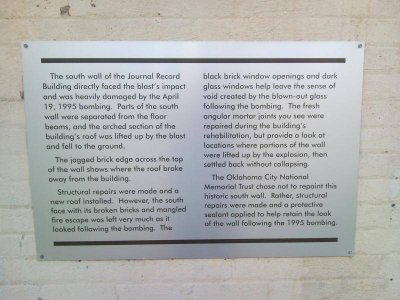 The south wall of the Journal Record
Building directly faced the blast's impact
and was heavily damaged by the April
19, 1995 bombing. Parts of the south
wall were separated from the floor
beams, and the arched section of the
building's roof was lifted up by the blast
and fell to the ground.
The jagged brick edge across the top
of the wall shows where the roof broke
away from the building.
Structural repairs were made and a
new roof installed. However, the south
face with its broken bricks and mangled
fire escape was left very much as it
looked following the bombing. The
black brick window openings and dark
glass windows help leave the sense of
void created by the blown-out glass
following the bombing. The fresh
angular mortar joints you see were
repaired during the building's
rehabilitation, but provide a look at
locations where portions of the wall
were lifted up by the explosion, then
settled back without collapsing.
The Oklahoma City National
Memorial Trust chose not to repaint this
historic south wall. Rather, structural
repairs were made and a protective
sealant applied to help retain the look
of the wall following the 1995 bombing.